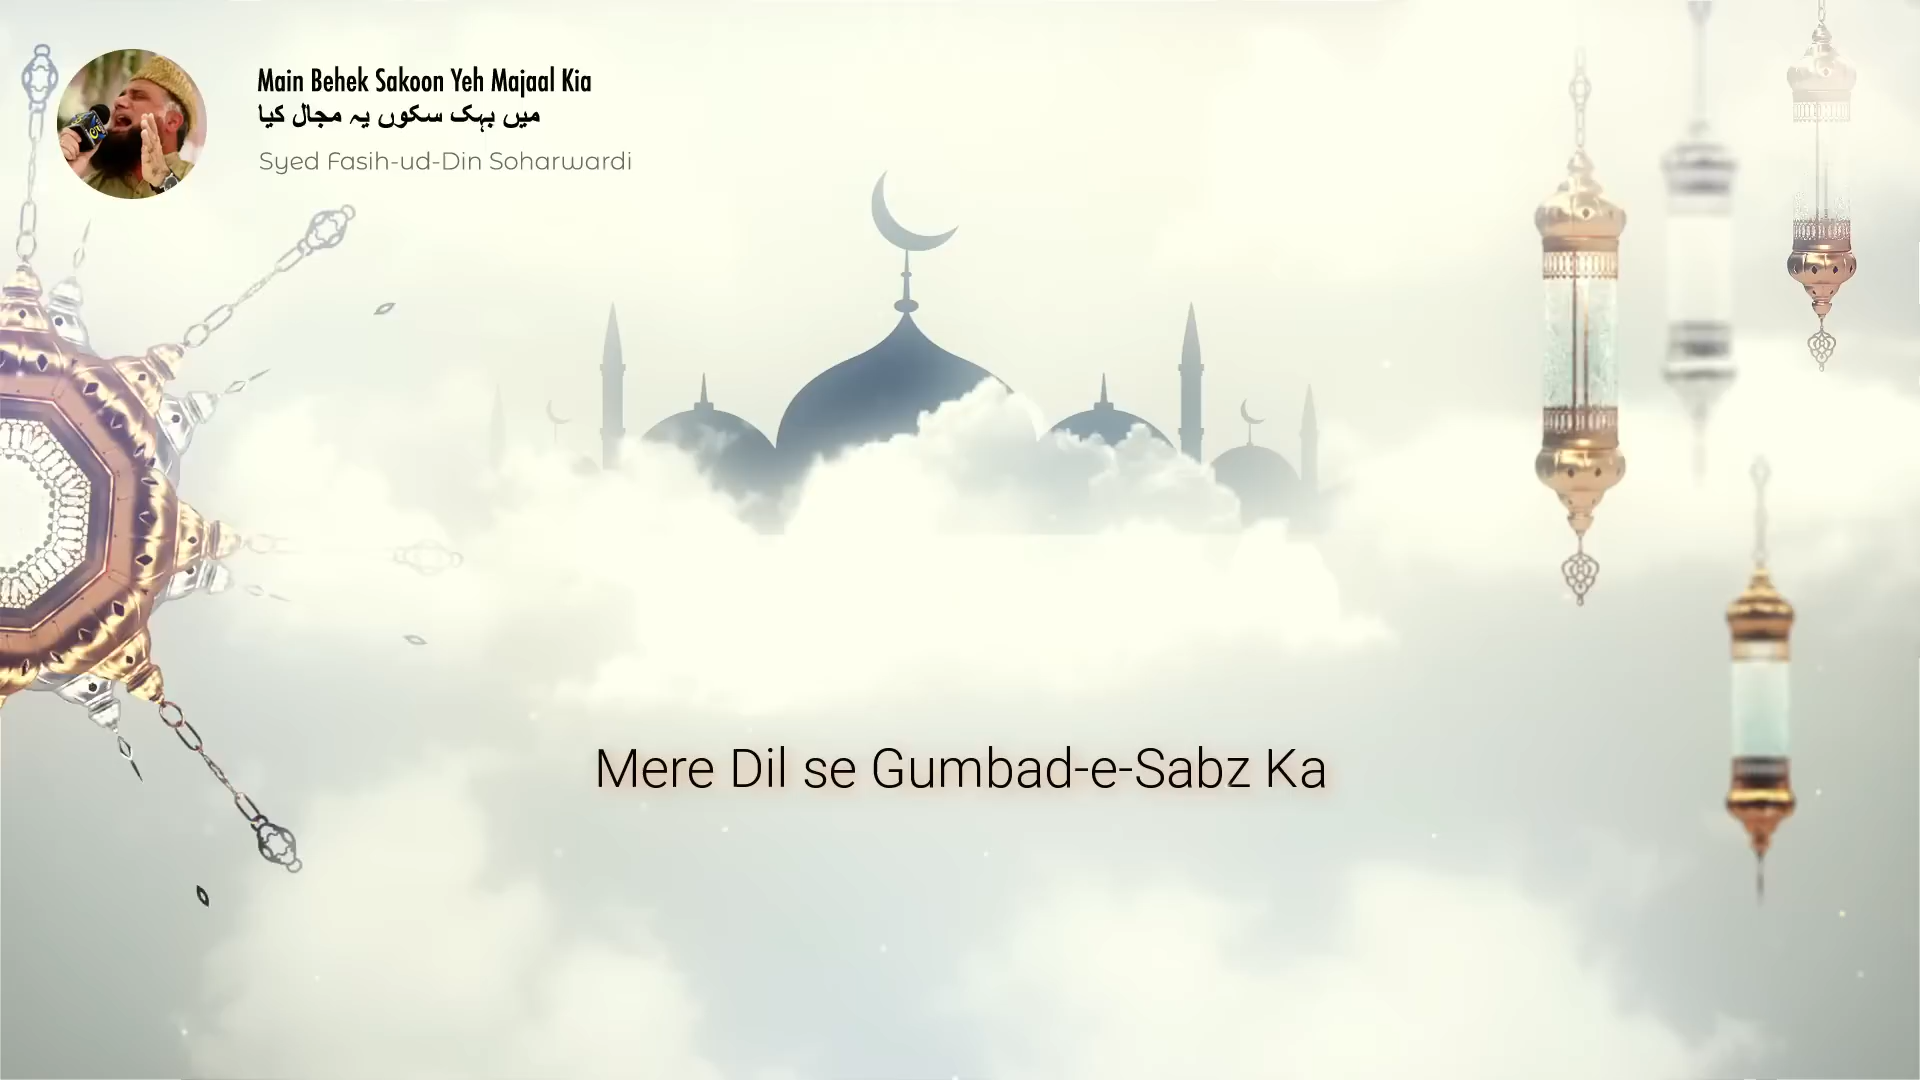 Main Behek Sakoon Yeh Majaal Kia
میں بہک سکوں یہ مجال کیا
Syed Fasih-ud-Din Soharwardi
Mere Dil se Gumbad-e-Sabz Ka